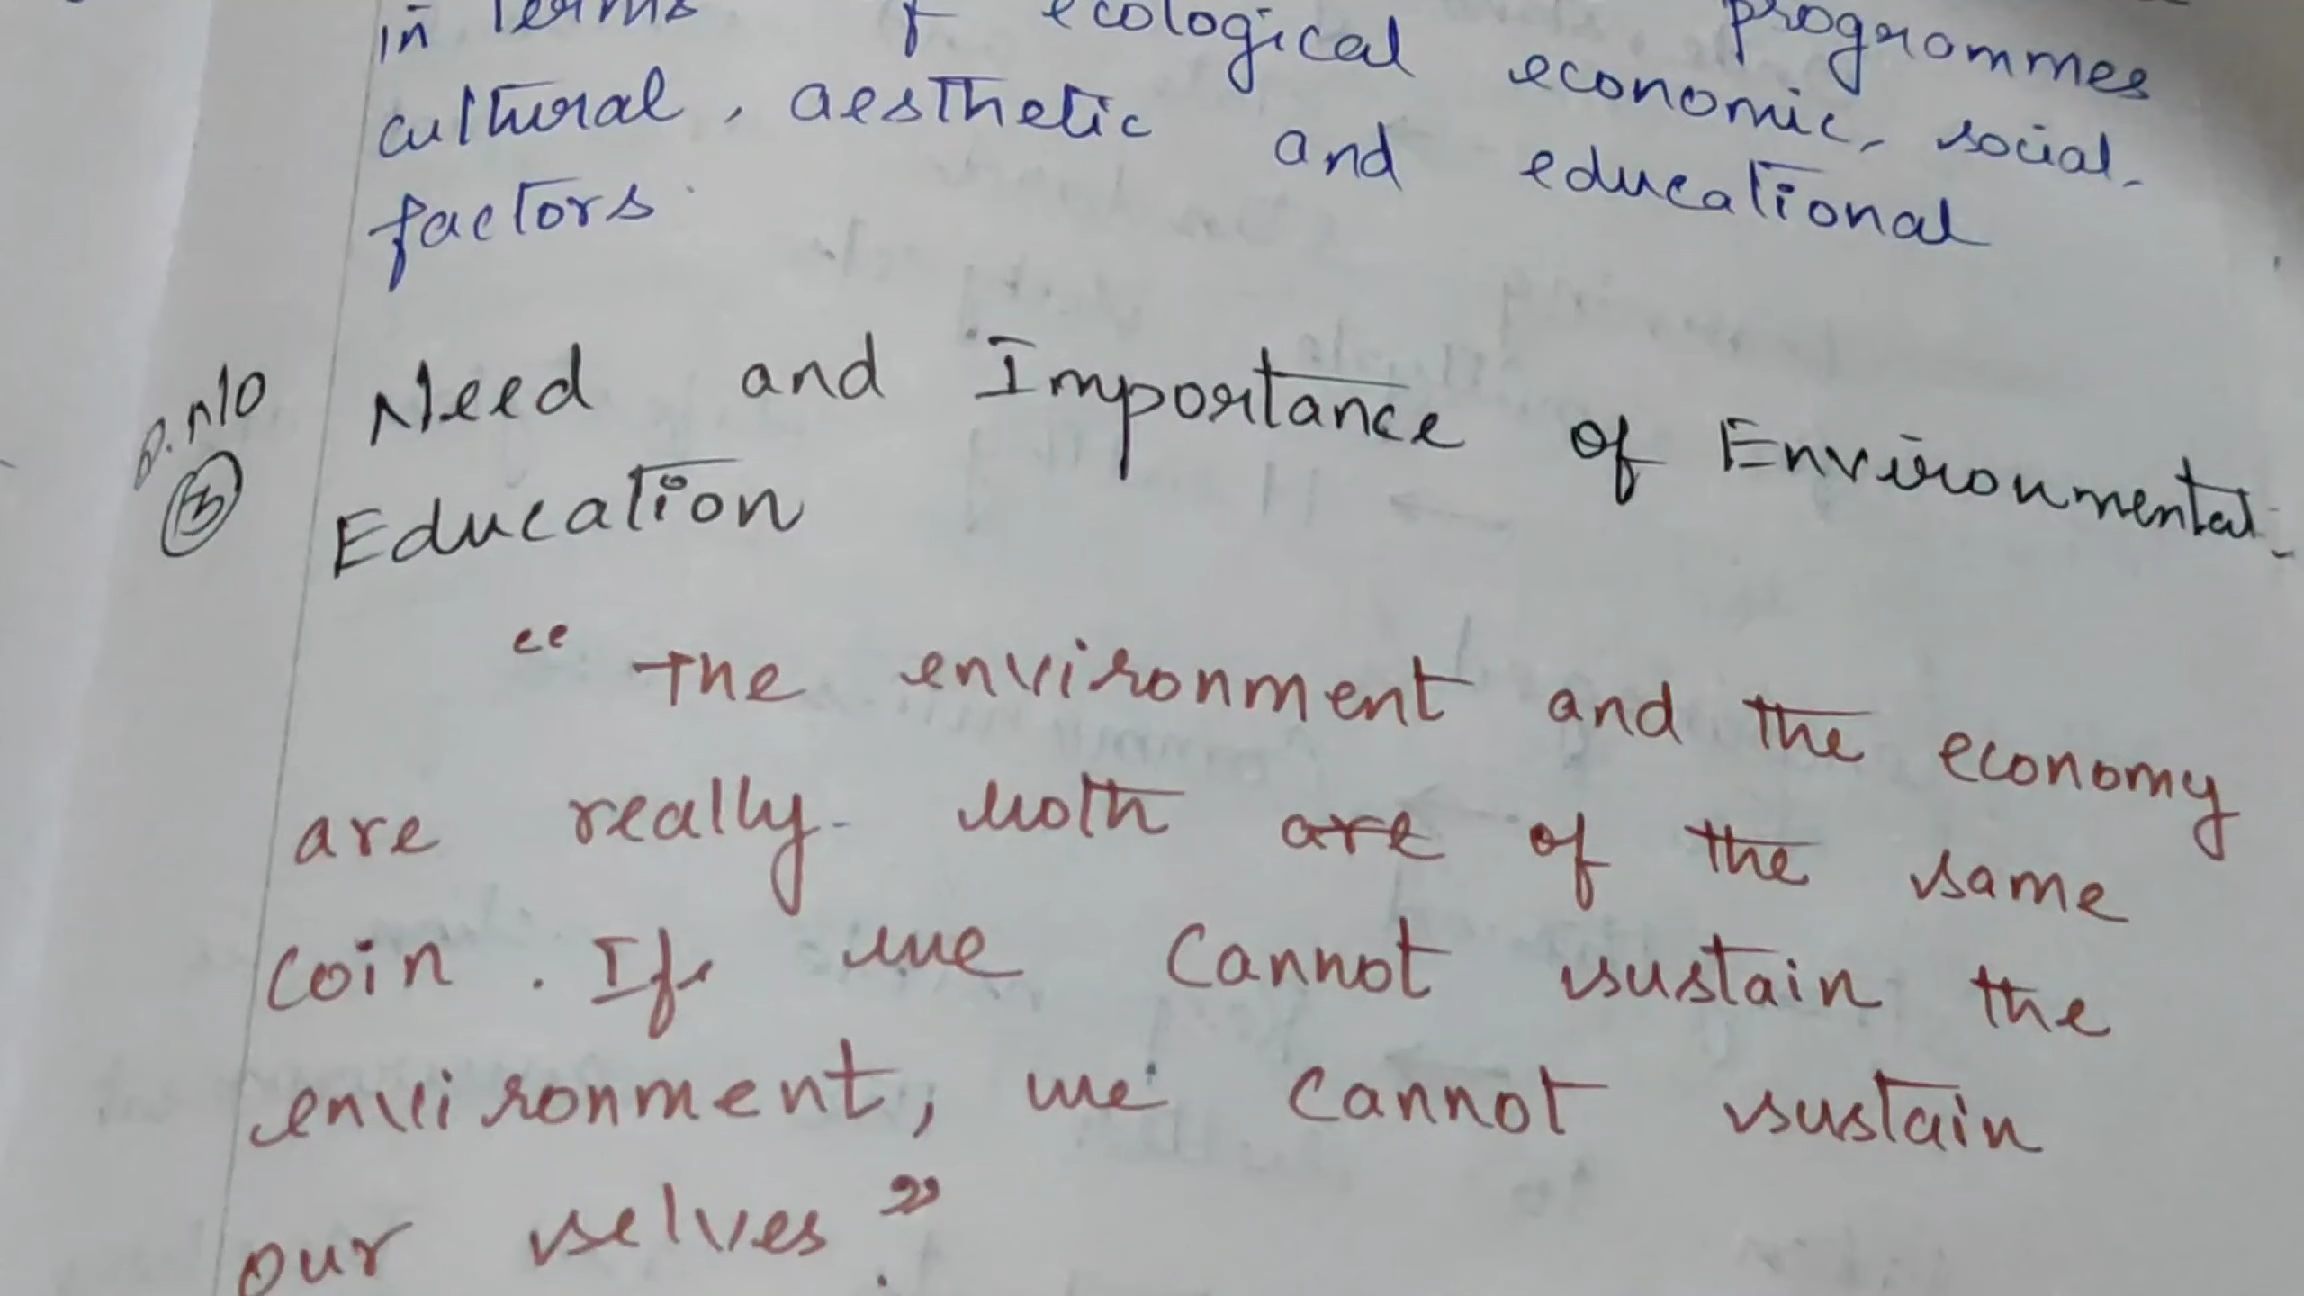 in terms of ecological programmes
cultural, aesthetic economic, social
factors. and educational
p.n10 Need and Importance of Environmental
Education
"The environment and the economy
are really both are of the same
coin. If we cannot sustain the
environment, we cannot sustain
our selves".